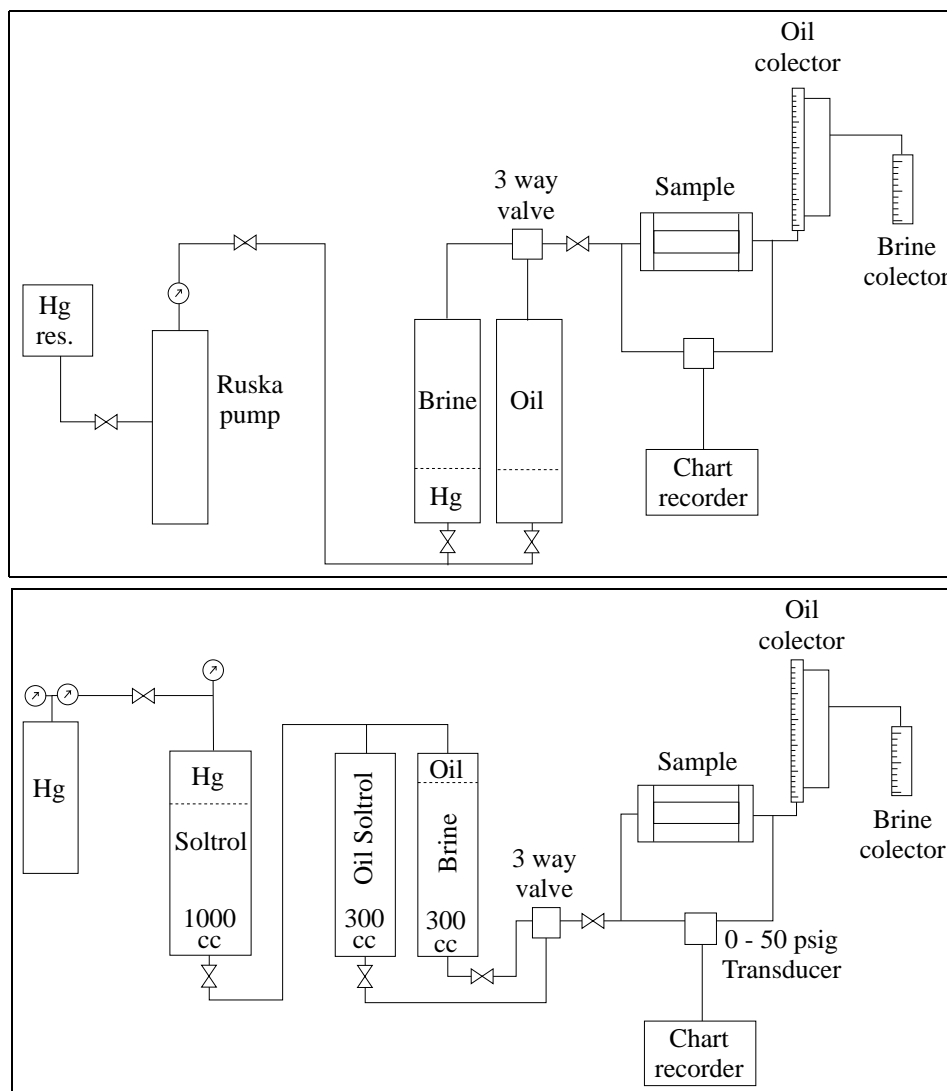 Oil
colector
3 way
valve
Sample
Brine
colector
Hg
res.
Ruska
pump
Brine
Oil
Hg
Chart
recorder
Oil
colector
Hg
Hg
Soltrol
1000
cc
Oil Soltrol
300
cc
Oil
Brine
300
cc
3 way
valve
Sample
Brine
colector
0 - 50 psig
Transducer
Chart
recorder